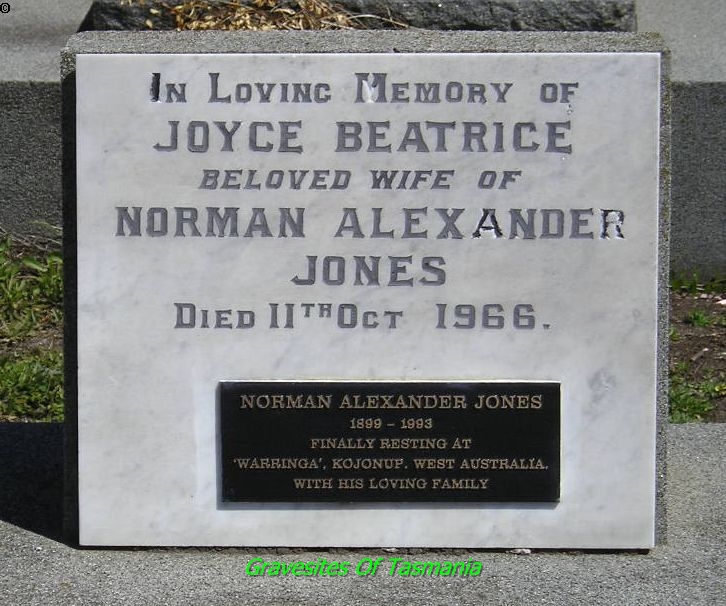 ©
In Loving Memory of
JOYCE BEATRICE
BELOVED WIFE OF
NORMAN ALEXANDER
JONES
Died 11TH Oct 1966.
NORMAN ALEXANDER JONES
1899 - 1993
FINALLY RESTING AT
'WARRINGA', KOJONUP, WEST AUSTRALIA,
WITH HIS LOVING FAMILY
Gravesites Of Tasmania